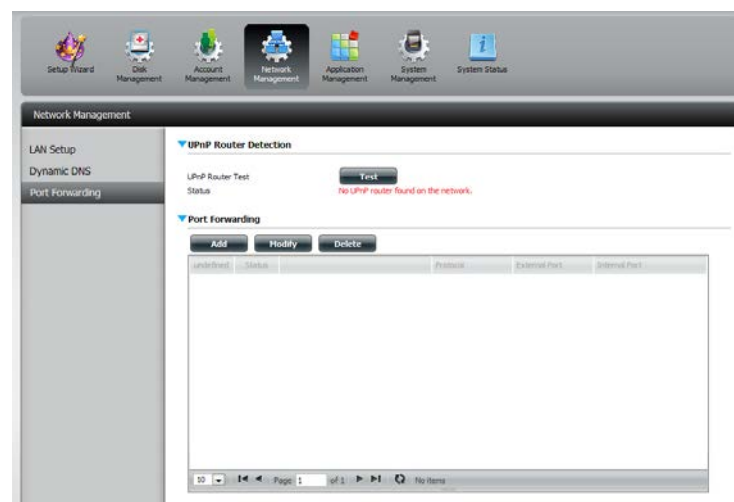 Setup Wizard
Disk Management
Account Management
Network Management
Application Management
System Management
System Status
Network Management
LAN Setup
Dynamic DNS
Port Forwarding
UPnP Router Detection
UPnP Router Test Test
Status No UPnP router found on the network.
Port Forwarding
Add Modify Delete
undefined Status Protocol External Port Internal Port
10 Page 1 of 1 No items